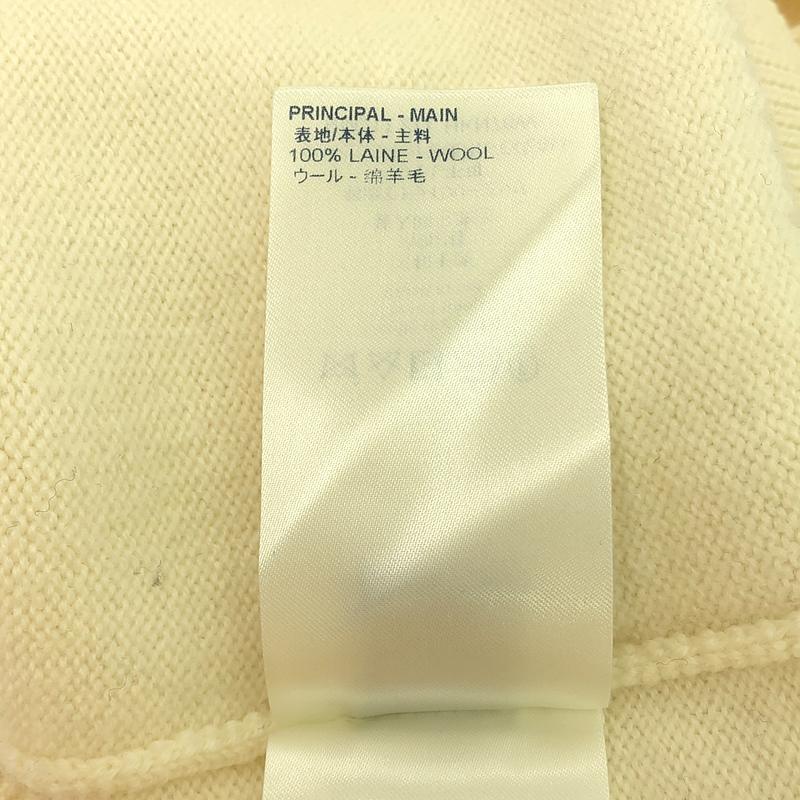 PRINCIPAL - MAIN
表地/本体 - 主料
100% LAINE - WOOL
ウール - 绵羊毛